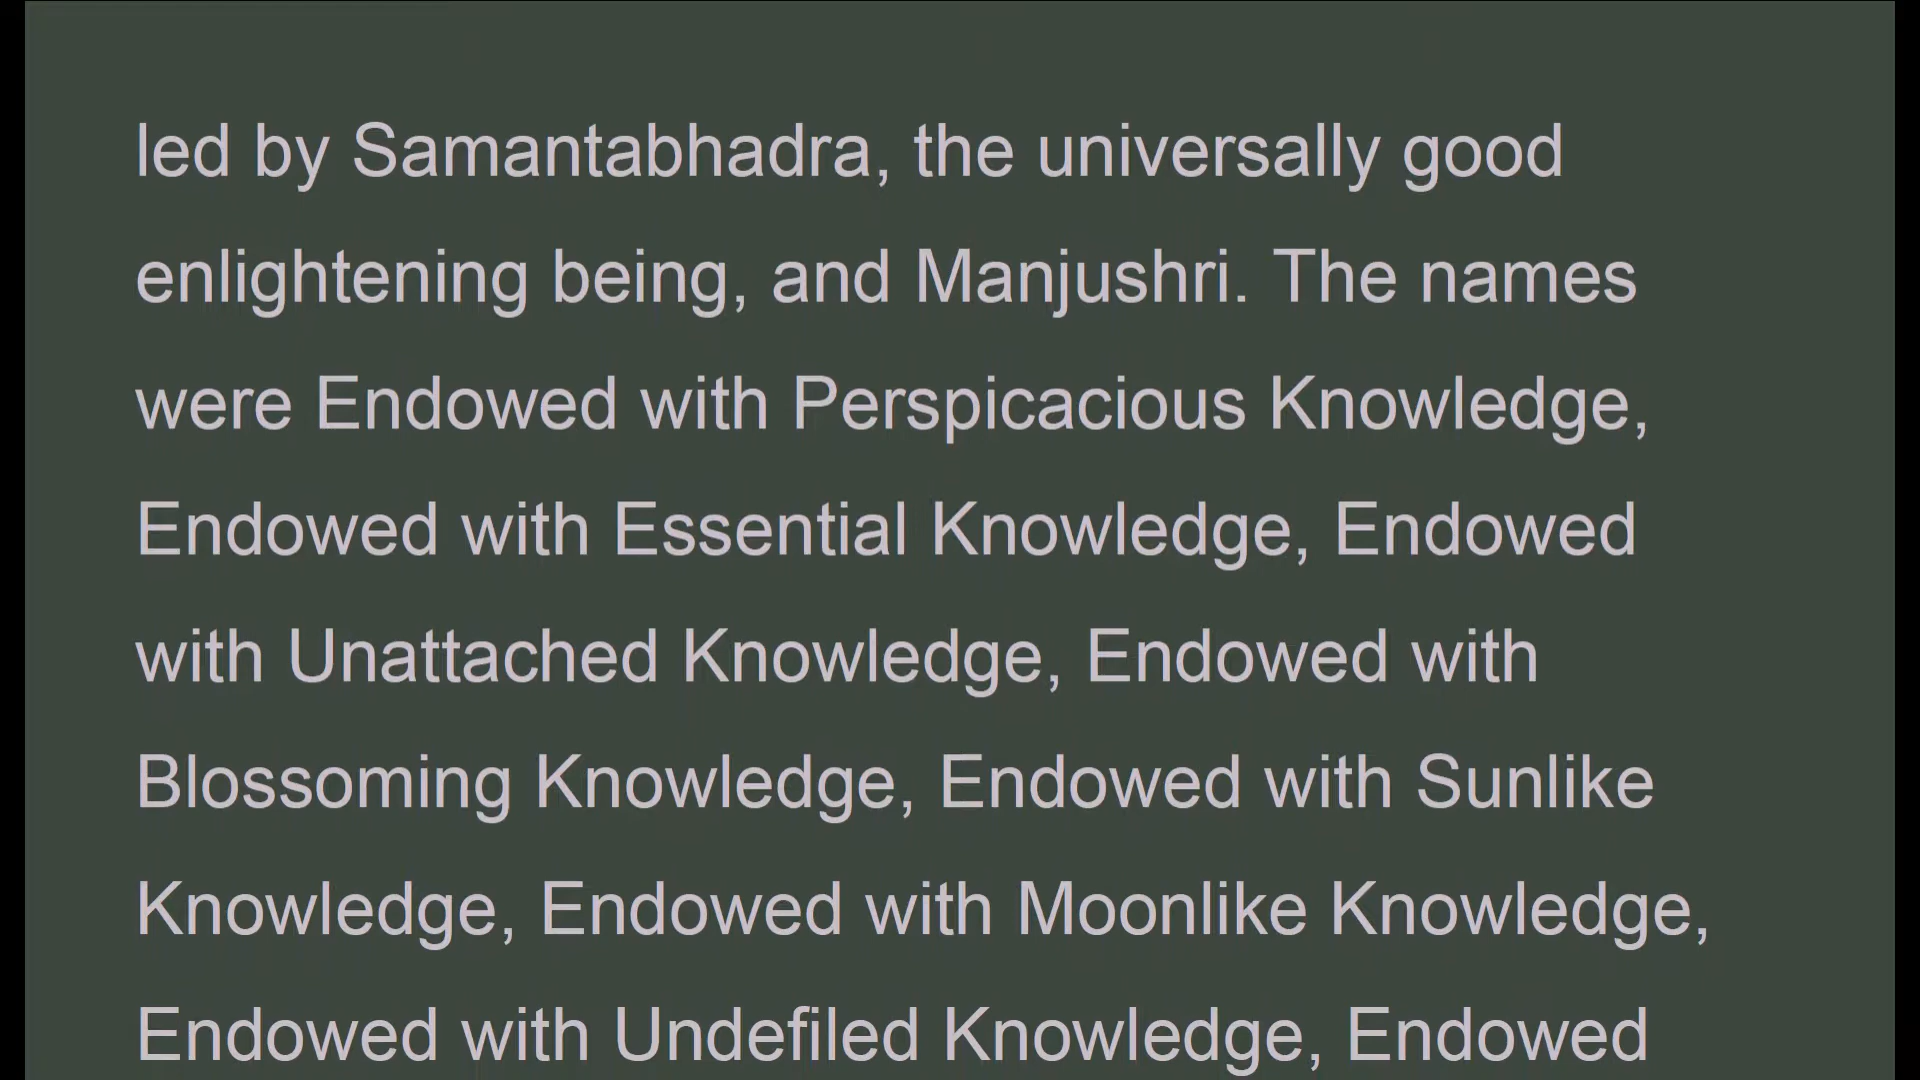 led by Samantabhadra, the universally good
enlightening being, and Manjushri. The names
were Endowed with Perspicacious Knowledge,
Endowed with Essential Knowledge, Endowed
with Unattached Knowledge, Endowed with
Blossoming Knowledge, Endowed with Sunlike
Knowledge, Endowed with Moonlike Knowledge,
Endowed with Undefiled Knowledge, Endowed